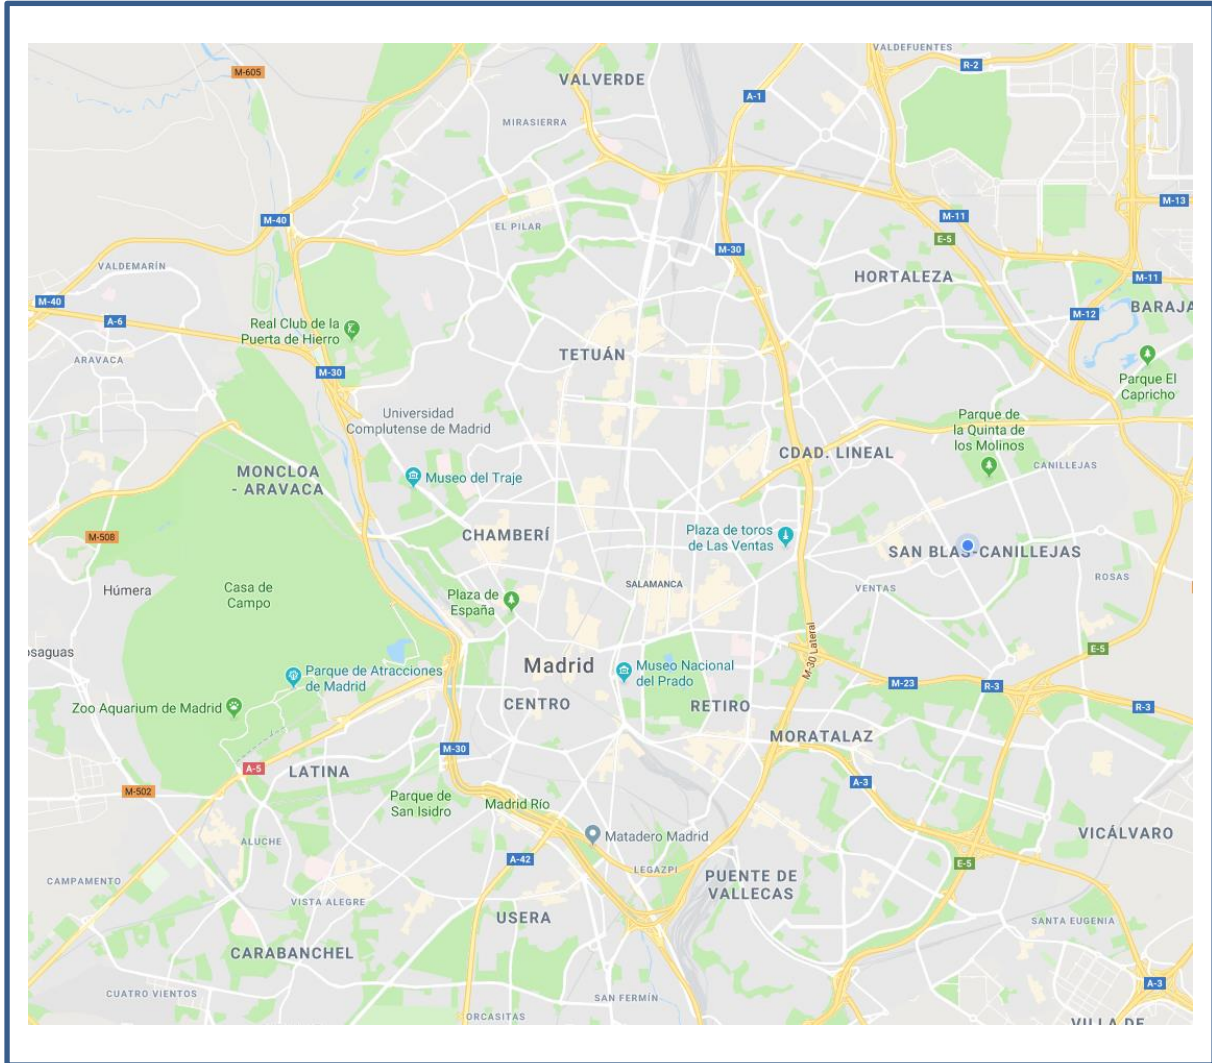 VALDEFUENTES
R-2
M-605
VALVERDE
A-1
MIRASIERRA
M-13
M-11
M-40
EL PILAR
E-5
M-30
VALDEMARÍN
HORTALEZA
M-11
M-40
BARAJA
M-12
A-6
Real Club de la
Puerta de Hierro
TETUÁN
ARAVACA
M-30
Parque El
Capricho
Universidad
Complutense de Madrid
Parque de
la Quinta de
los Molinos
CDAD. LINEAL
CANILLEJAS
MONCLOA
- ARAVACA
Museo del Traje
M-508
CHAMBERÍ
Plaza de toros
de Las Ventas
SAN BLAS-CANILLEJAS
ROSAS
Húmera
Casa de
Campo
SALAMANCA
VENTAS
Plaza de
España
M-30 Lateral
osaguas
E-5
Madrid
Museo Nacional
del Prado
Parque de Atracciones
de Madrid
M-23
R-3
Zoo Aquarium de Madrid
CENTRO
RETIRO
R-3
MORATALAZ
M-30
A-5
LATINA
A-3
M-502
Parque de
San Isidro
Madrid Río
Matadero Madrid
VICÁLVARO
ALUCHE
A-42
E-5
LEGAZPI
PUENTE DE
VALLECAS
CAMPAMENTO
VISTA ALEGRE
USERA
SANTA EUGENIA
CARABANCHEL
A-3
CUATRO VIENTOS
SAN FERMÍN
ORCASITAS
VILLA DE